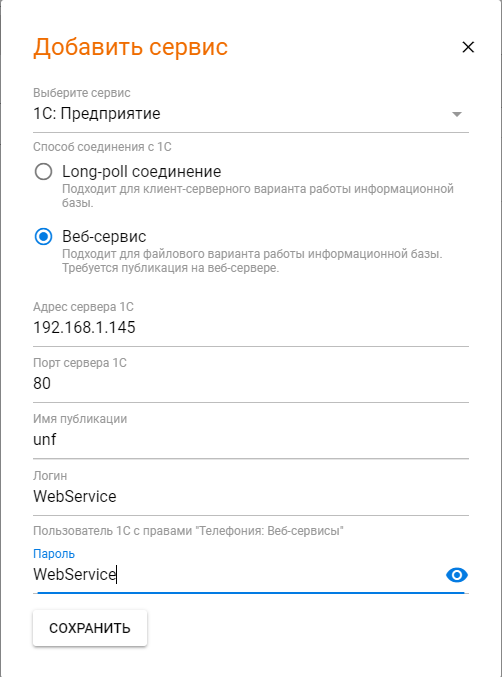 Добавить сервис
Выберите сервис
1С: Предприятие
Способ соединения с 1С
Long-poll соединение
Подходит для клиент-серверного варианта работы информационной
базы.
Веб-сервис
Подходит для файлового варианта работы информационной базы.
Требуется публикация на веб-сервере.
Адрес сервера 1С
192.168.1.145
Порт сервера 1С
80
Имя публикации
unf
Логин
WebService
Пользователь 1С с правами "Телефония: Веб-сервисы"
Пароль
WebService
СОХРАНИТЬ